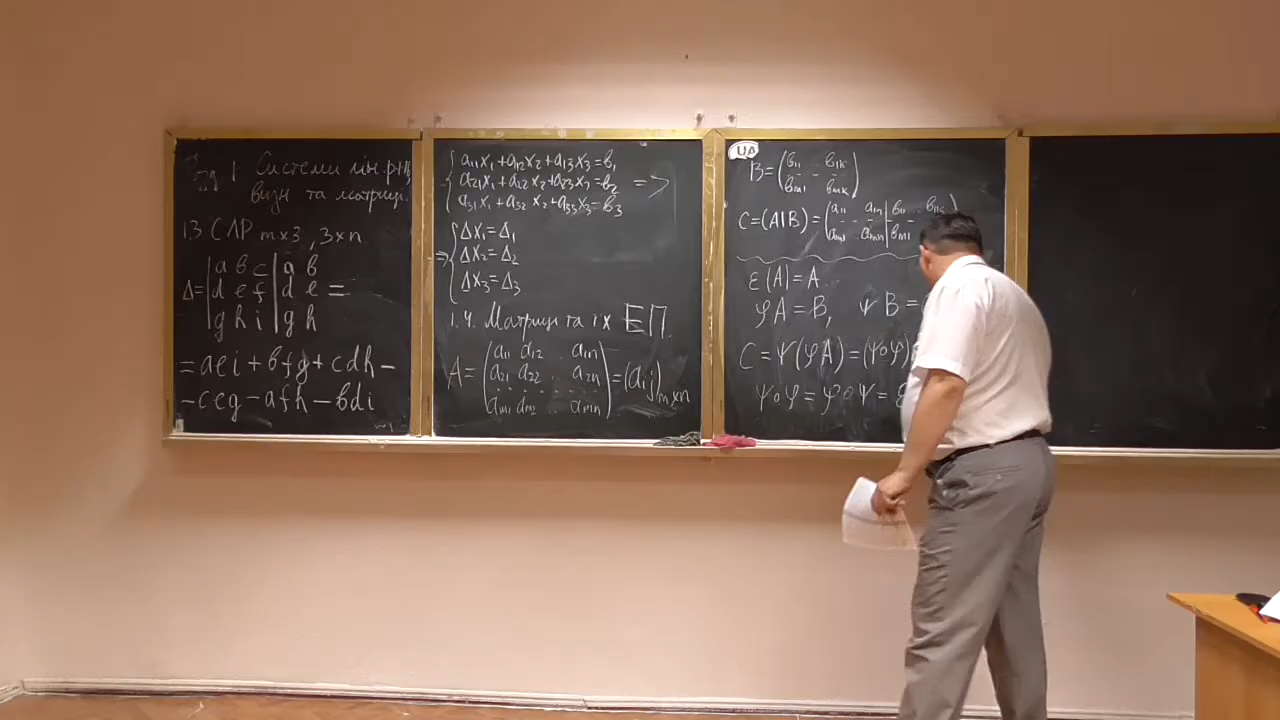 1 Системи лін. р-нь,
визн та матриці.
1.3 СЛР m×3, 3×n.
Δ= |a b c| a b
|d e f| d e =
|g h i| g h
= aei + bfg + cdh −
− ceg − afh − bdi
a₁₁x₁ + a₁₂x₂ + a₁₃x₃ = b₁
a₂₁x₁ + a₂₂x₂ + a₂₃x₃ = b₂ =>
a₃₁x₁ + a₃₂x₂ + a₃₃x₃ = b₃
Δx₁ = Δ₁
=> Δx₂ = Δ₂
Δx₃ = Δ₃
1.4. Матриці та їх ЕП.
a₁₁ a₁₂ .. a₁ₙ
A = a₂₁ a₂₂ .. a₂ₙ = (aᵢⱼ)ₘ×ₙ
. . . . . .
aₘ₁ aₘ₂ .. aₘₙ
UA
B = (b₁₁ .. b₁ₖ
bₘ₁ .. bₘₖ)
C = (A|B) = (a₁₁ .. a₁ₙ | b₁₁ .. b₁ₖ)
aₘ₁ .. aₘₙ | bₘ₁
ε(A) = A
φA = B, ψB =
C = ψ(φA) = (ψ∘φ)
ψ∘φ = φ∘ψ = ε